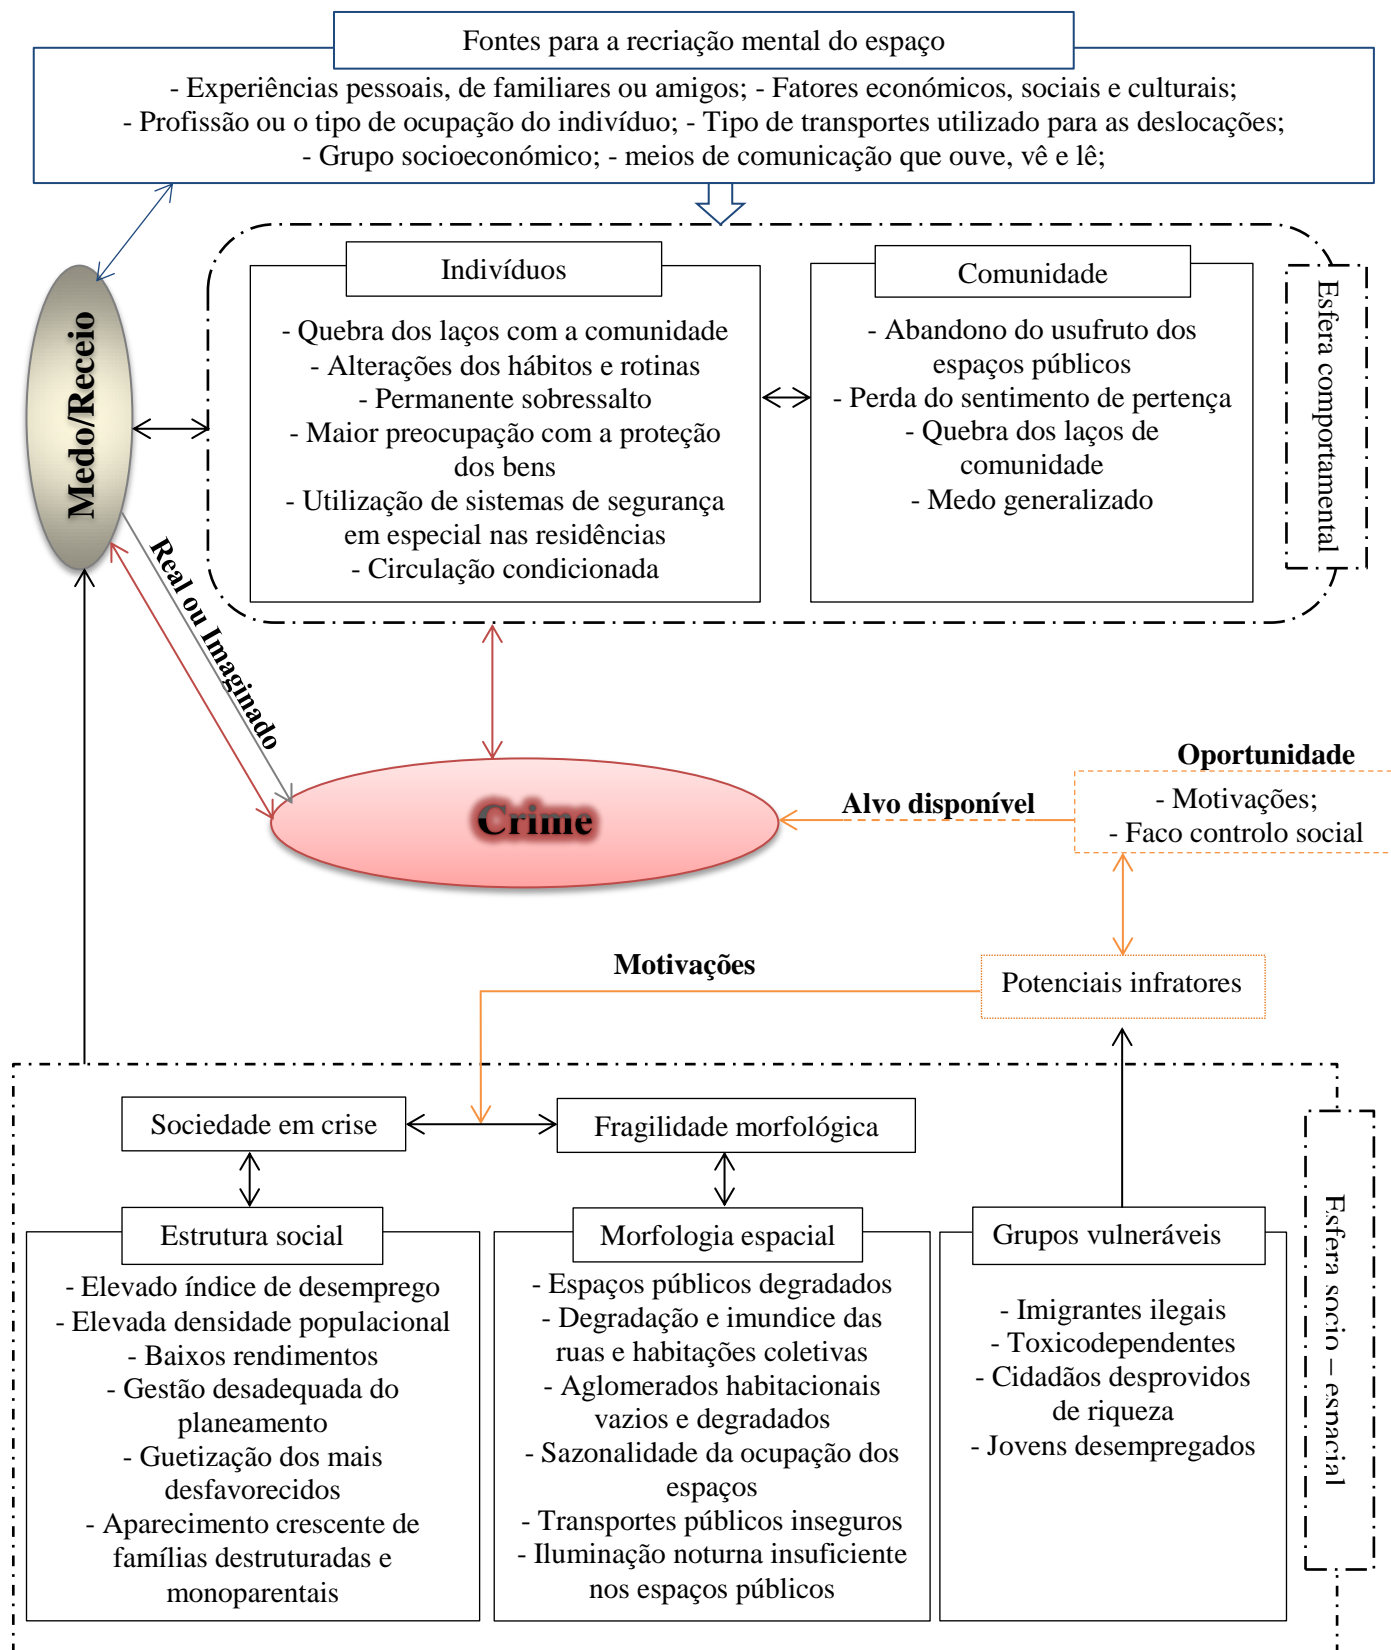 Fontes para a recriação mental do espaço
- Experiências pessoais, de familiares ou amigos; - Fatores económicos, sociais e culturais;
- Profissão ou o tipo de ocupação do indivíduo; - Tipo de transportes utilizado para as deslocações;
- Grupo socioeconómico; - meios de comunicação que ouve, vê e lê;
Medo/Receio
Indivíduos
- Quebra dos laços com a comunidade
- Alterações dos hábitos e rotinas
- Permanente sobressalto
- Maior preocupação com a proteção
dos bens
- Utilização de sistemas de segurança
em especial nas residências
- Circulação condicionada
Comunidade
- Abandono do usufruto dos
espaços públicos
- Perda do sentimento de pertença
- Quebra dos laços de
comunidade
- Medo generalizado
Esfera comportamental
Real ou Imaginado
Crime
Alvo disponível
Oportunidade
- Motivações;
- Faco controlo social
Motivações
Potenciais infratores
Sociedade em crise
Fragilidade morfológica
Estrutura social
- Elevado índice de desemprego
- Elevada densidade populacional
- Baixos rendimentos
- Gestão desadequada do
planeamento
- Guetização dos mais
desfavorecidos
- Aparecimento crescente de
famílias destruturadas e
monoparentais
Morfologia espacial
- Espaços públicos degradados
- Degradação e imundice das
ruas e habitações coletivas
- Aglomerados habitacionais
vazios e degradados
- Sazonalidade da ocupação dos
espaços
- Transportes públicos inseguros
- Iluminação noturna insuficiente
nos espaços públicos
Grupos vulneráveis
- Imigrantes ilegais
- Toxicodependentes
- Cidadãos desprovidos
de riqueza
- Jovens desempregados
Esfera socio – espacial